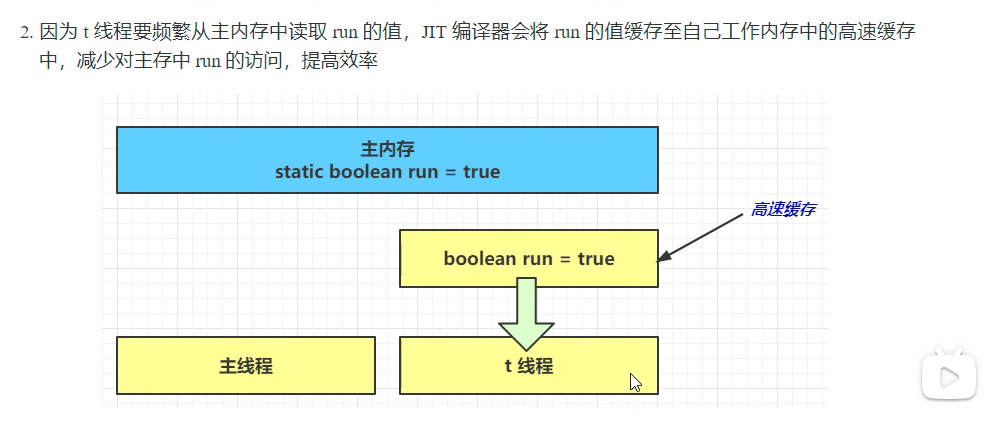 2. 因为 t 线程要频繁从主内存中读取 run 的值，JIT 编译器会将 run 的值缓存至自己工作内存中的高速缓存
中，减少对主存中 run 的访问，提高效率
主内存
static boolean run = true
高速缓存
boolean run = true
主线程
t 线程